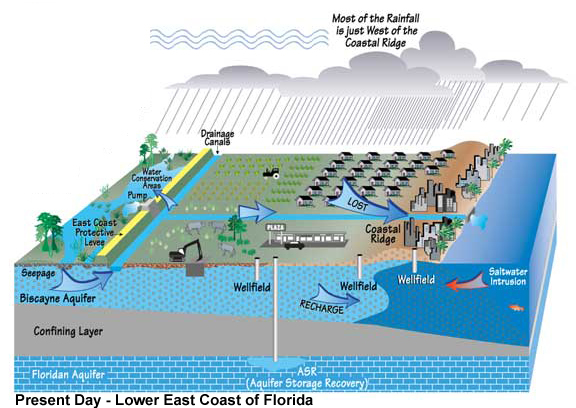 Most of the Rainfall
is just West of the
Coastal Ridge
Drainage
Canals
Water
Conservation
Areas
Pump
LOST
East Coast
Protective
Levee
PLAZA
Coastal
Ridge
Seepage
Biscayne Aquifer
Wellfield
Wellfield
Wellfield
Saltwater
Intrusion
RECHARGE
Confining Layer
Floridan Aquifer
ASR
(Aquifer Storage Recovery)
Present Day - Lower East Coast of Florida